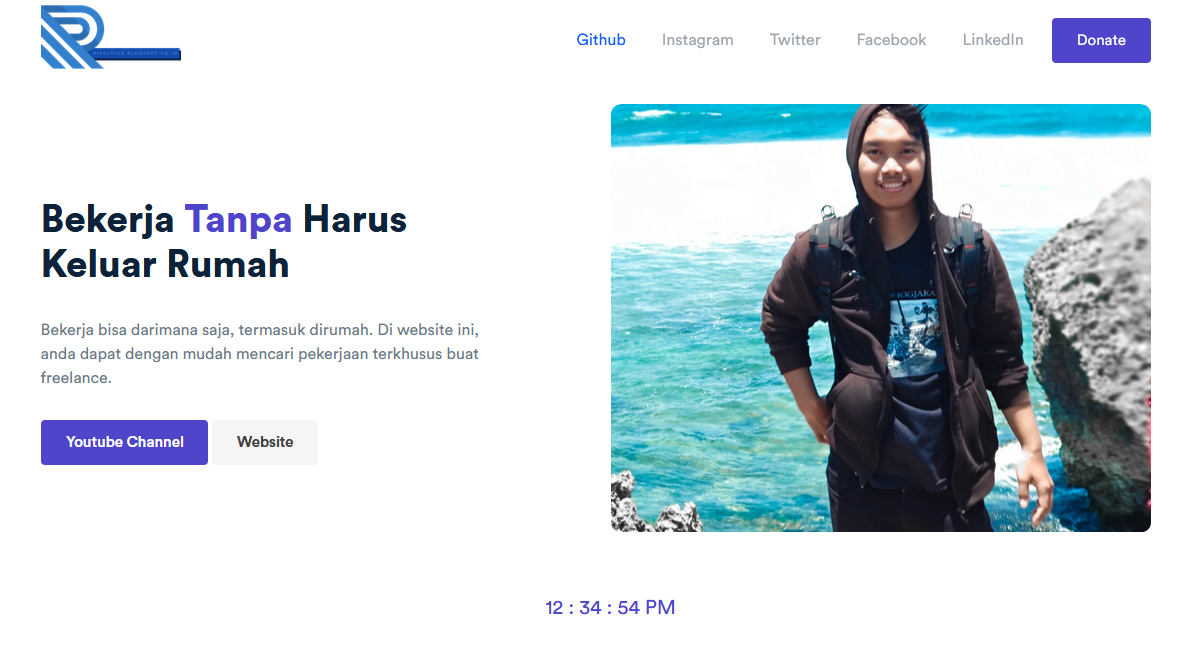 Github Instagram Twitter Facebook LinkedIn Donate
Bekerja Tanpa Harus
Keluar Rumah
Bekerja bisa darimana saja, termasuk dirumah. Di website ini,
anda dapat dengan mudah mencari pekerjaan terkhusus buat
freelance.
Youtube Channel Website
12 : 34 : 54 PM